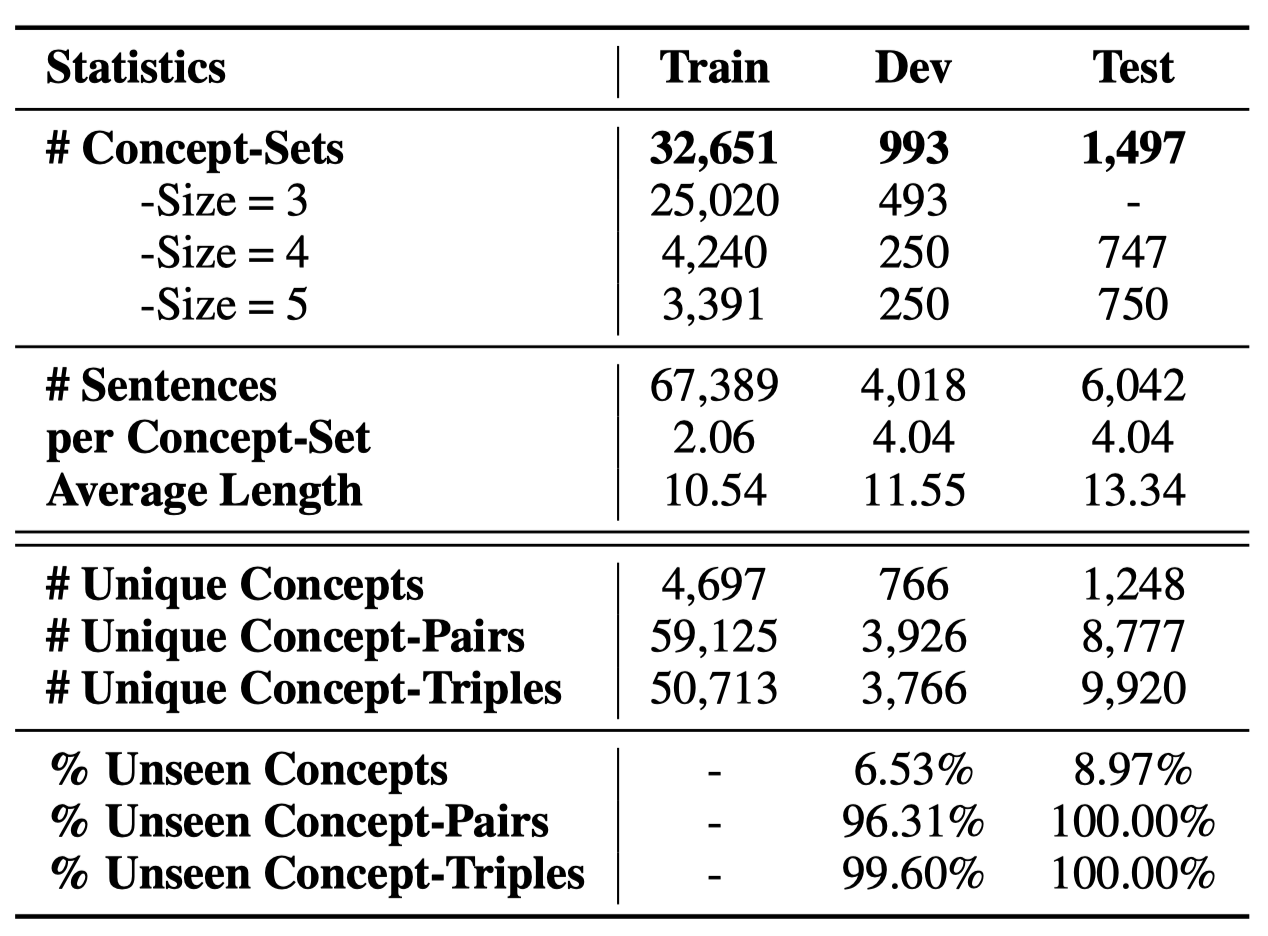 Statistics Train Dev Test
# Concept-Sets 32,651 993 1,497
-Size = 3 25,020 493 -
-Size = 4 4,240 250 747
-Size = 5 3,391 250 750
# Sentences 67,389 4,018 6,042
per Concept-Set 2.06 4.04 4.04
Average Length 10.54 11.55 13.34
# Unique Concepts 4,697 766 1,248
# Unique Concept-Pairs 59,125 3,926 8,777
# Unique Concept-Triples 50,713 3,766 9,920
% Unseen Concepts - 6.53% 8.97%
% Unseen Concept-Pairs - 96.31% 100.00%
% Unseen Concept-Triples - 99.60% 100.00%